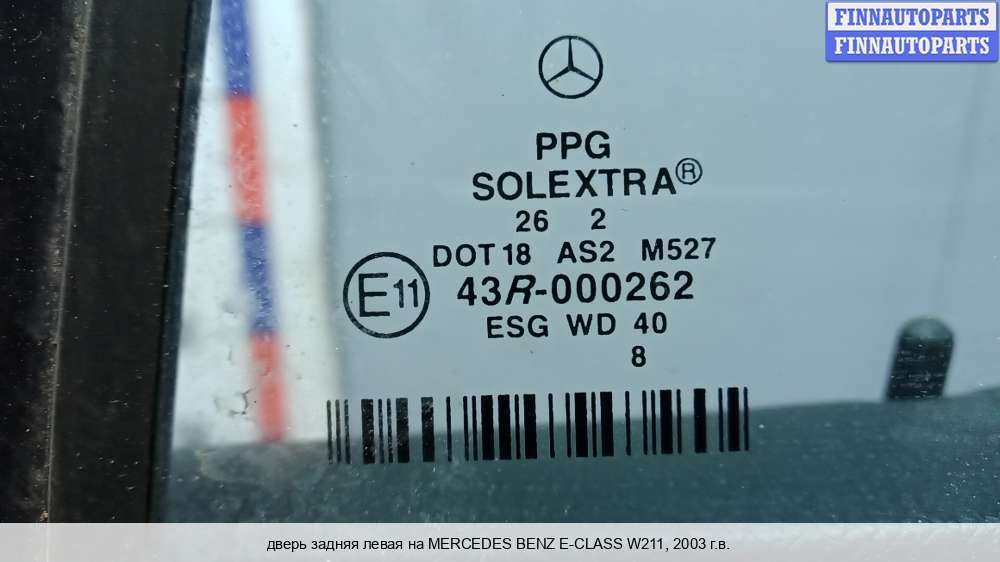 FINNAUTOPARTS
FINNAUTOPARTS
PPG
SOLEXTRA®
26 2
DOT 18 AS2 M527
E11 43R-000262
ESG WD 40
8
дверь задняя левая на MERCEDES BENZ E-CLASS W211, 2003 г.в.